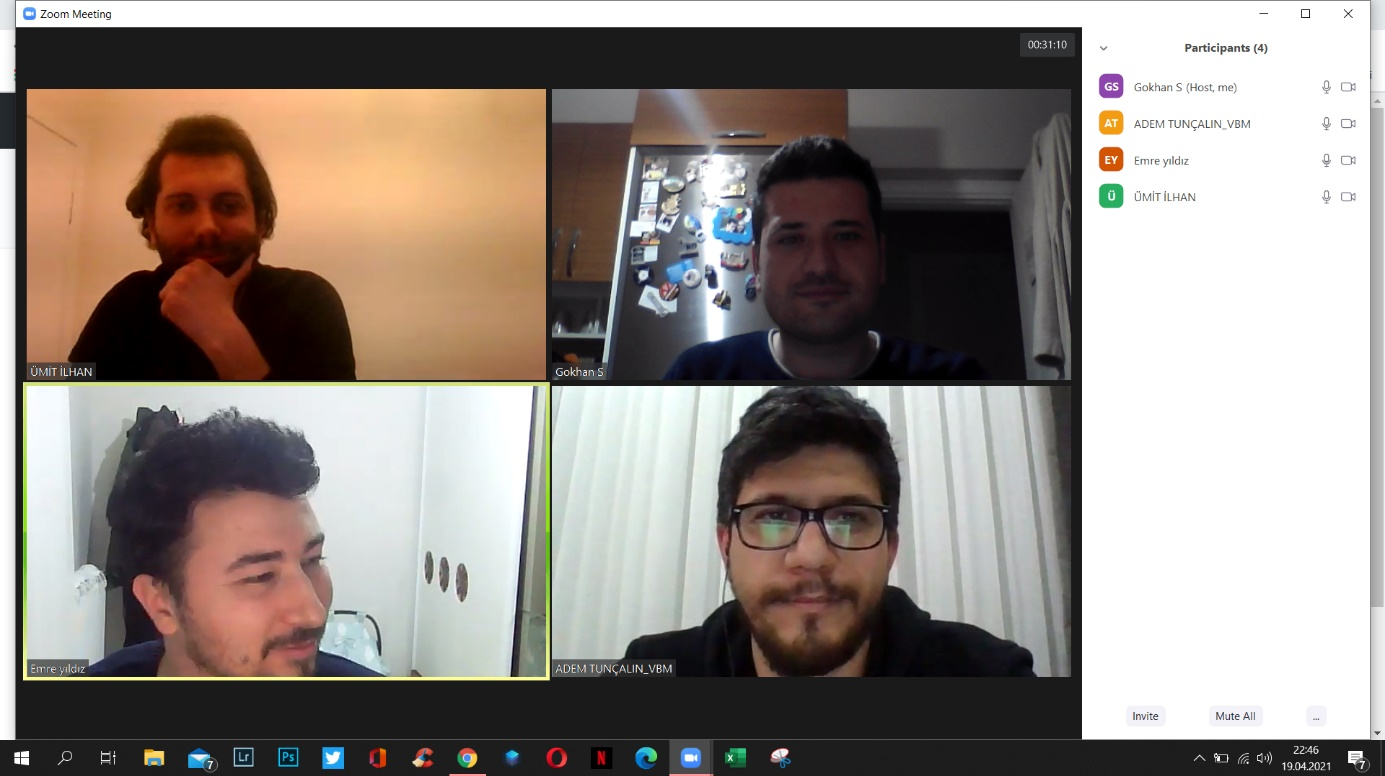 Zoom Meeting
00:31:10
Participants (4)
GS Gokhan S (Host, me)
AT ADEM TUNÇALIN_VBM
EY Emre yıldız
Ü ÜMİT İLHAN
ÜMİT İLHAN
Gokhan S
Emre yıldız
ADEM TUNÇALIN_VBM
Invite Mute All ...
7 Lr Ps N
22:46
19.04.2021
7